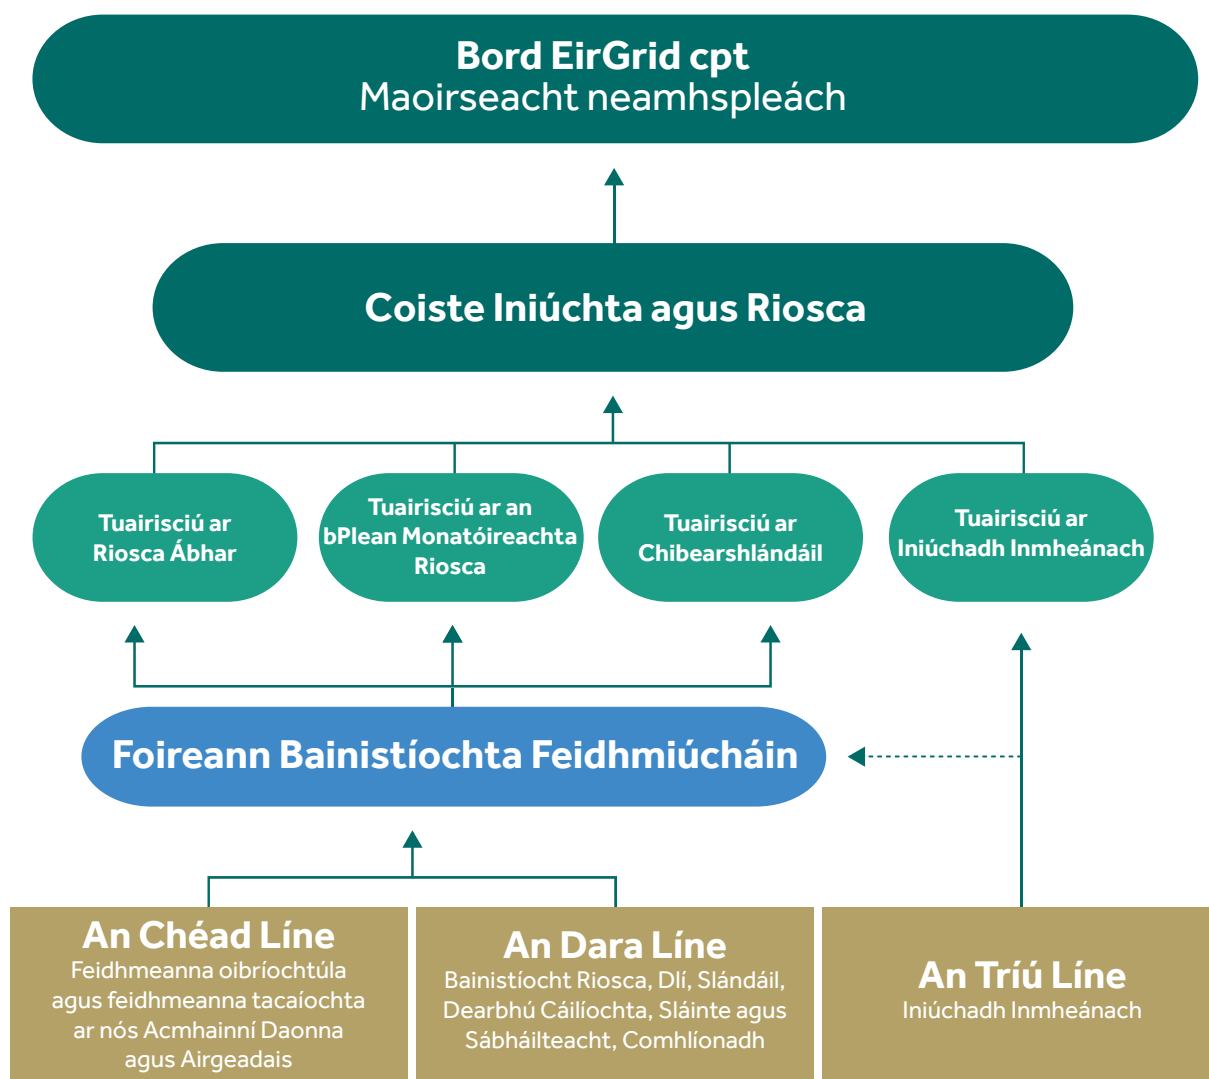 Bord EirGrid cpt
Maoirseacht neamhspleách
Coiste Iniúchta agus Riosca
Tuairisciú ar
Riosca Ábhar
Tuairisciú ar an
bPlean Monatóireachta
Riosca
Tuairisciú ar
Chibearshlándáil
Tuairisciú ar
Iniúchadh Inmheánach
Foireann Bainistíochta Feidhmiúcháin
An Chéad Líne
Feidhmeanna oibríochtúla
agus feidhmeanna tacaíochta
ar nós Acmhainní Daonna
agus Airgeadais
An Dara Líne
Bainistíocht Riosca, Dlí, Slándáil,
Dearbhú Cáilíochta, Sláinte agus
Sábháilteacht, Comhlíonadh
An Tríú Líne
Iniúchadh Inmheánach